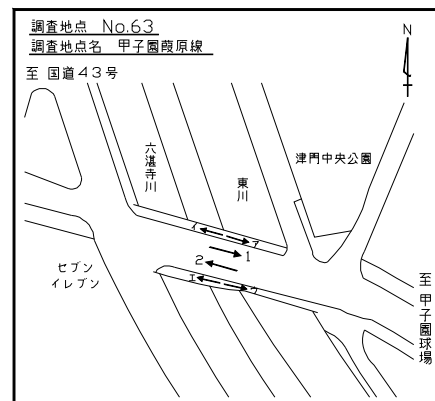 調査地点 No.63
調査地点名 甲子園葭原線
至 国道43号
N
六湛寺川
東川
津門中央公園
イ
ア
1
2
エ
ウ
セブン
イレブン
至 甲子園球場